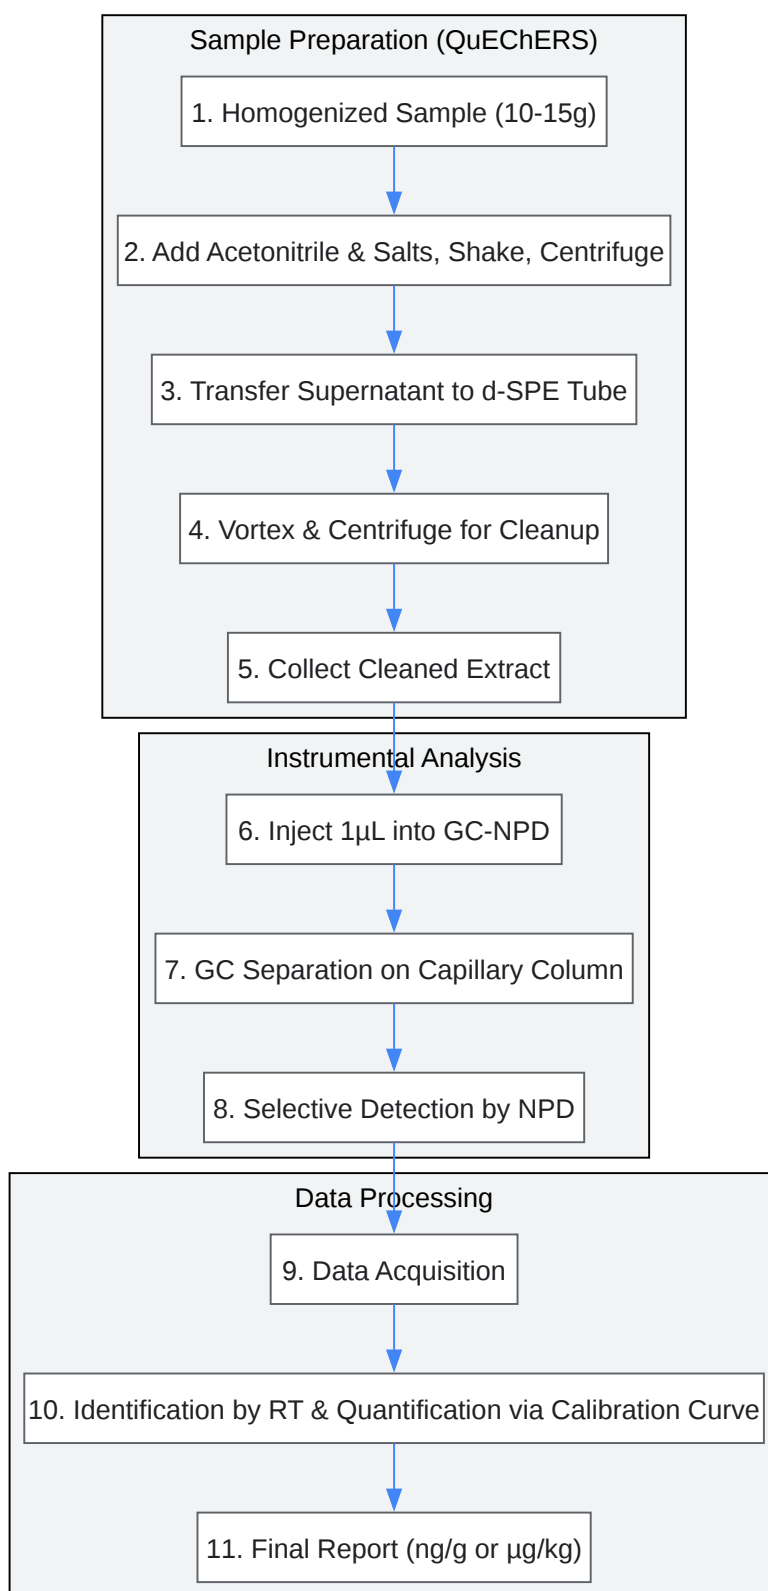 Sample Preparation (QuEChERS)
1. Homogenized Sample (10-15g)
2. Add Acetonitrile & Salts, Shake, Centrifuge
3. Transfer Supernatant to d-SPE Tube
4. Vortex & Centrifuge for Cleanup
5. Collect Cleaned Extract
Instrumental Analysis
6. Inject 1µL into GC-NPD
7. GC Separation on Capillary Column
8. Selective Detection by NPD
Data Processing
9. Data Acquisition
10. Identification by RT & Quantification via Calibration Curve
11. Final Report (ng/g or µg/kg)